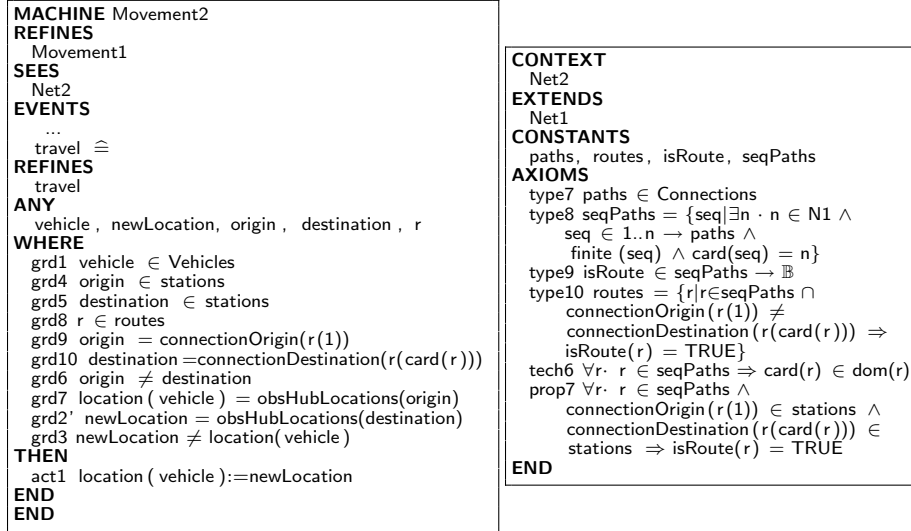 MACHINE Movement2
REFINES
Movement1
SEES
Net2
EVENTS
...
travel ≙
REFINES
travel
ANY
vehicle , newLocation, origin , destination , r
WHERE
grd1 vehicle ∈ Vehicles
grd4 origin ∈ stations
grd5 destination ∈ stations
grd8 r ∈ routes
grd9 origin = connectionOrigin(r(1))
grd10 destination =connectionDestination(r(card(r)))
grd6 origin ≠ destination
grd7 location ( vehicle ) = obsHubLocations(origin)
grd2' newLocation = obsHubLocations(destination)
grd3 newLocation ≠ location( vehicle )
THEN
act1 location ( vehicle ):=newLocation
END
END
CONTEXT
Net2
EXTENDS
Net1
CONSTANTS
paths, routes, isRoute, seqPaths
AXIOMS
type7 paths ∈ Connections
type8 seqPaths = {seq|∃n · n ∈ N1 ∧
seq ∈ 1..n → paths ∧
finite (seq) ∧ card(seq) = n}
type9 isRoute ∈ seqPaths → 𝔹
type10 routes = {r|r∈seqPaths ∩
connectionOrigin(r(1)) ≠
connectionDestination(r(card(r))) ⇒
isRoute(r) = TRUE}
tech6 ∀r· r ∈ seqPaths ⇒ card(r) ∈ dom(r)
prop7 ∀r· r ∈ seqPaths ∧
connectionOrigin(r(1)) ∈ stations ∧
connectionDestination(r(card(r))) ∈
stations ⇒ isRoute(r) = TRUE
END